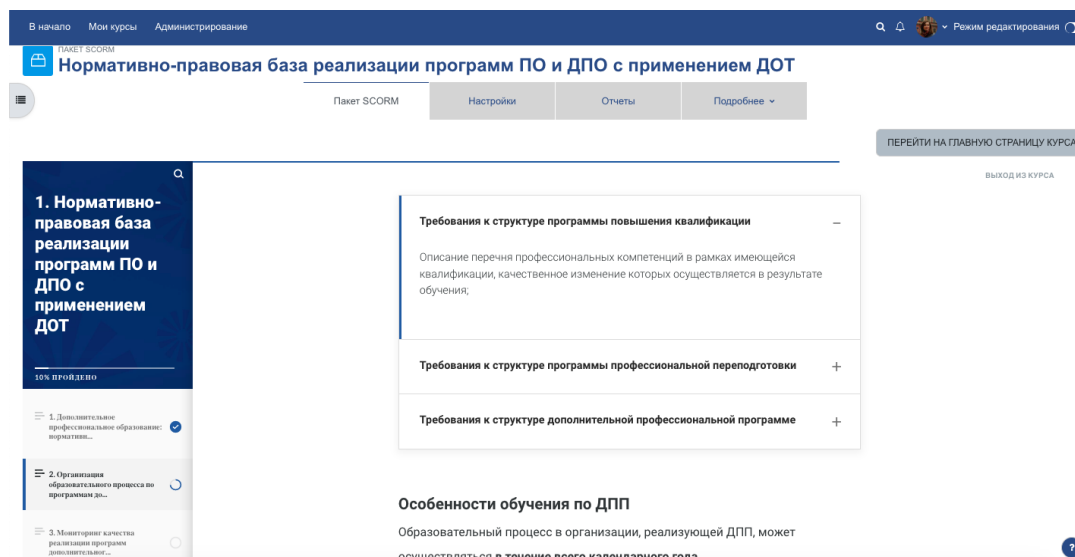 В начало Мои курсы Администрирование Режим редактирования
ПАКЕТ SCORM
Нормативно-правовая база реализации программ ПО и ДПО с применением ДОТ
Пакет SCORM Настройки Отчеты Подробнее
ПЕРЕЙТИ НА ГЛАВНУЮ СТРАНИЦУ КУРСА
ВЫХОД ИЗ КУРСА
1. Нормативно-
правовая база
реализации
программ ПО и
ДПО с
применением
ДОТ
10% ПРОЙДЕНО
1. Дополнительное
профессиональное образование:
нормативн...
2. Организация
образовательного процесса по
программам до...
3. Мониторинг качества
реализации программ
дополнительног...
Требования к структуре программы повышения квалификации
Описание перечня профессиональных компетенций в рамках имеющейся
квалификации, качественное изменение которых осуществляется в результате
обучения;
Требования к структуре программы профессиональной переподготовки
Требования к структуре дополнительной профессиональной программе
Особенности обучения по ДПП
Образовательный процесс в организации, реализующей ДПП, может
осуществляться в течение всего календарного года
?